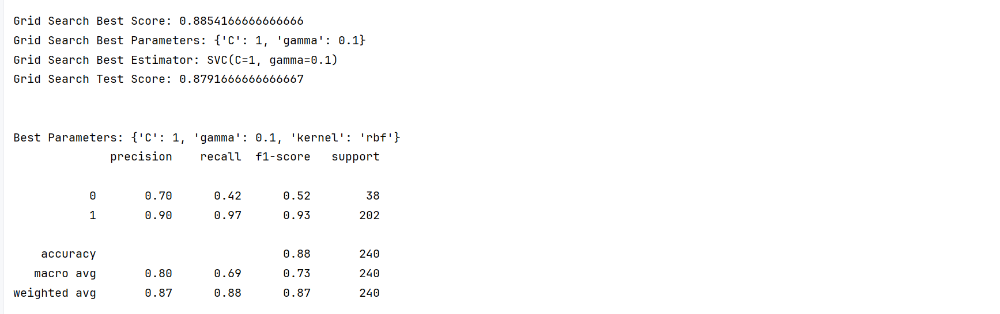 Grid Search Best Score: 0.8854166666666666
Grid Search Best Parameters: {'C': 1, 'gamma': 0.1}
Grid Search Best Estimator: SVC(C=1, gamma=0.1)
Grid Search Test Score: 0.8791666666666667
Best Parameters: {'C': 1, 'gamma': 0.1, 'kernel': 'rbf'}
precision recall f1-score support
0 0.70 0.42 0.52 38
1 0.90 0.97 0.93 202
accuracy 0.88 240
macro avg 0.80 0.69 0.73 240
weighted avg 0.87 0.88 0.87 240